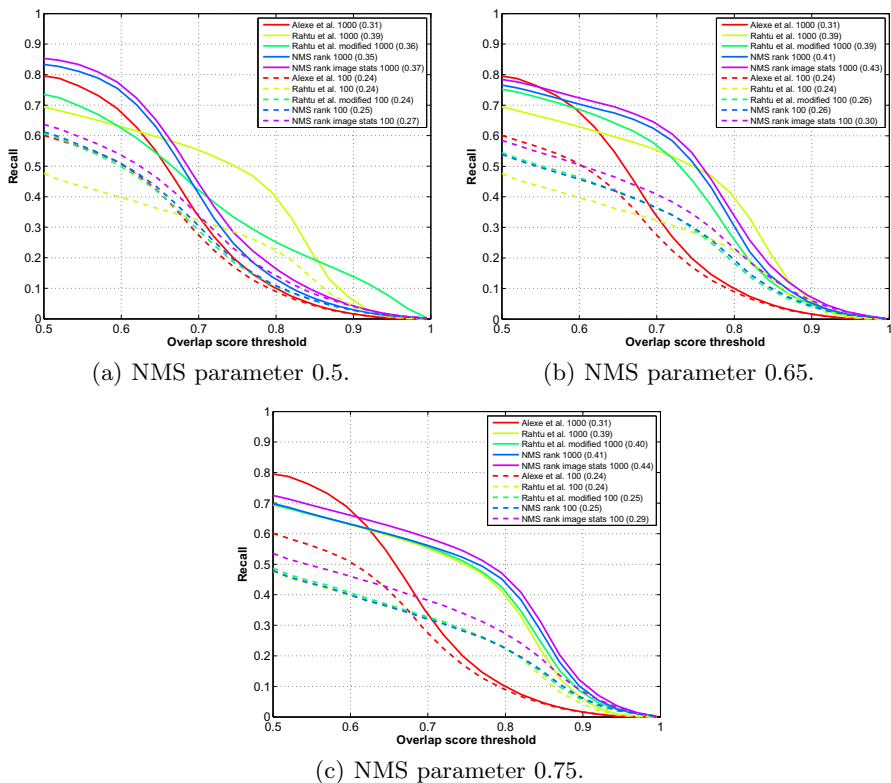 Alexe et al. 1000 (0.31)
Rahtu et al. 1000 (0.39)
Rahtu et al. modified 1000 (0.36)
NMS rank 1000 (0.35)
NMS rank image stats 1000 (0.37)
Alexe et al. 100 (0.24)
Rahtu et al. 100 (0.24)
Rahtu et al. modified 100 (0.24)
NMS rank 100 (0.25)
NMS rank image stats 100 (0.27)
1
0.9
0.8
0.7
0.6
0.5
0.4
0.3
0.2
0.1
0
Recall
0.5 0.6 0.7 0.8 0.9 1
Overlap score threshold
(a) NMS parameter 0.5.
Alexe et al. 1000 (0.31)
Rahtu et al. 1000 (0.39)
Rahtu et al. modified 1000 (0.39)
NMS rank 1000 (0.41)
NMS rank image stats 1000 (0.43)
Alexe et al. 100 (0.24)
Rahtu et al. 100 (0.24)
Rahtu et al. modified 100 (0.26)
NMS rank 100 (0.26)
NMS rank image stats 100 (0.30)
1
0.9
0.8
0.7
0.6
0.5
0.4
0.3
0.2
0.1
0
Recall
0.5 0.6 0.7 0.8 0.9 1
Overlap score threshold
(b) NMS parameter 0.65.
Alexe et al. 1000 (0.31)
Rahtu et al. 1000 (0.39)
Rahtu et al. modified 1000 (0.40)
NMS rank 1000 (0.41)
NMS rank image stats 1000 (0.44)
Alexe et al. 100 (0.24)
Rahtu et al. 100 (0.24)
Rahtu et al. modified 100 (0.25)
NMS rank 100 (0.25)
NMS rank image stats 100 (0.29)
1
0.9
0.8
0.7
0.6
0.5
0.4
0.3
0.2
0.1
0
Recall
0.5 0.6 0.7 0.8 0.9 1
Overlap score threshold
(c) NMS parameter 0.75.